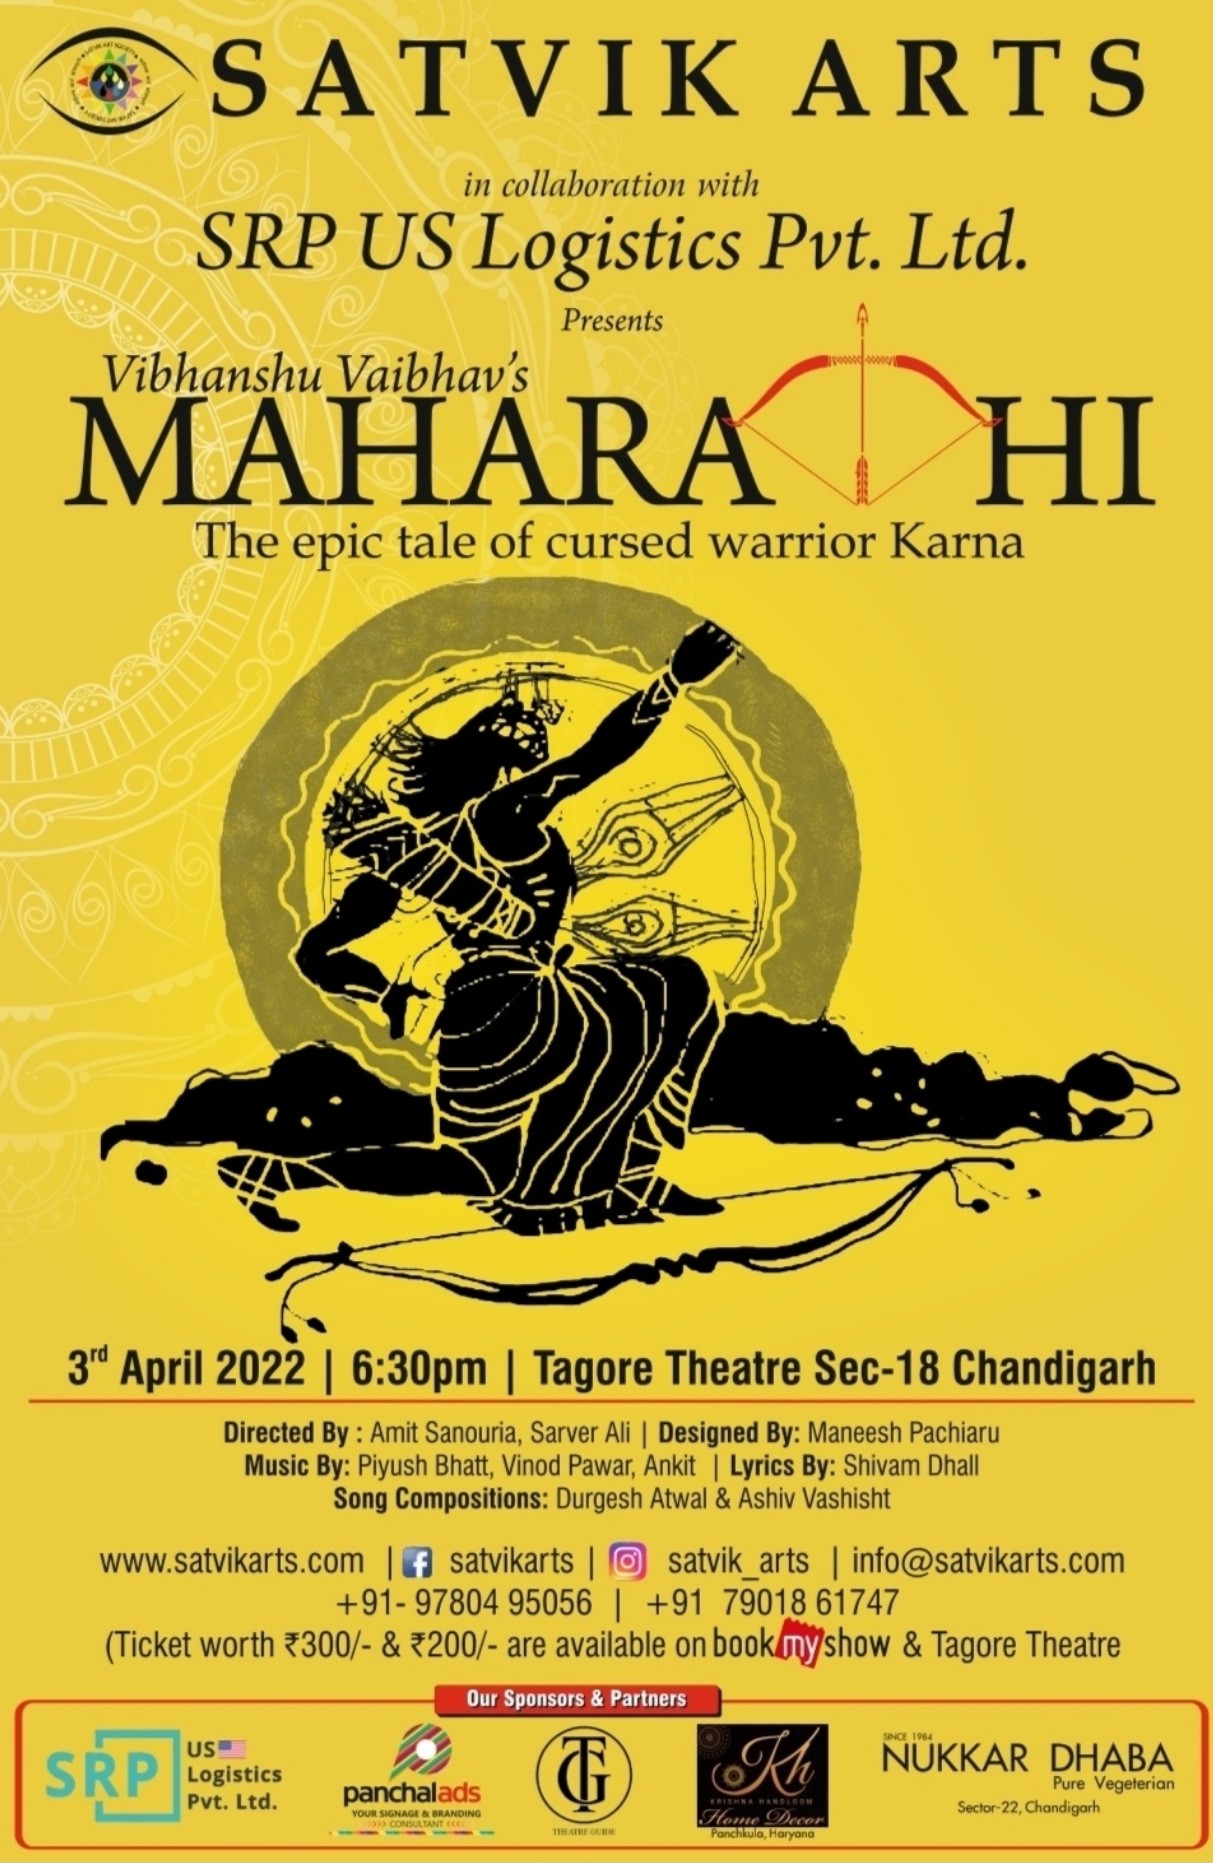 SATVIK ARTS
in collaboration with
SRP US Logistics Pvt. Ltd.
Presents
Vibhanshu Vaibhav's
MAHARATHI
The epic tale of cursed warrior Karna
3rd April 2022 | 6:30pm | Tagore Theatre Sec-18 Chandigarh
Directed By : Amit Sanouria, Sarver Ali | Designed By: Maneesh Pachiaru
Music By: Piyush Bhatt, Vinod Pawar, Ankit | Lyrics By: Shivam Dhall
Song Compositions: Durgesh Atwal & Ashiv Vashisht
www.satvikarts.com | satvikarts | satvik_arts | info@satvikarts.com
+91- 97804 95056 | +91 79018 61747
(Ticket worth ₹300/- & ₹200/- are available on bookmyshow & Tagore Theatre
Our Sponsors & Partners
SRP US
Logistics
Pvt. Ltd.
panchalads
YOUR SIGNAGE & BRANDING
CONSULTANT
TG
THEATRE GUIDE
Kh
KRISHNA HANDLOOM
Home Decor
Panchkula, Haryana
SINCE 1984
NUKKAR DHABA
Pure Vegeterian
Sector-22, Chandigarh